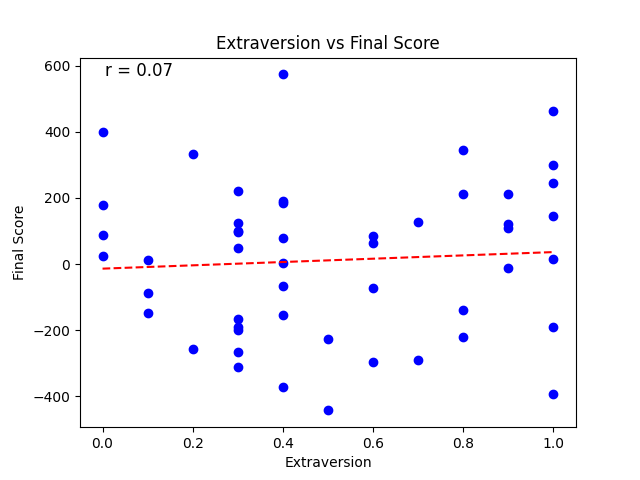 Extraversion vs Final Score
r = 0.07
600
400
200
0
−200
−400
Final Score
0.0 0.2 0.4 0.6 0.8 1.0
Extraversion